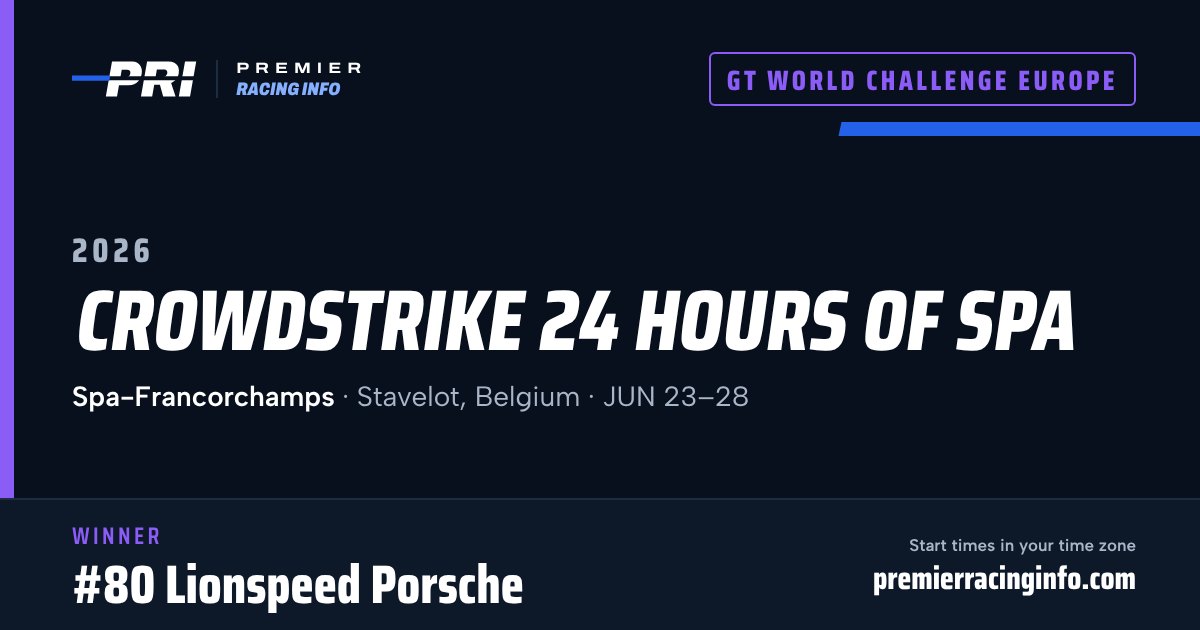 PRI
PREMIER
RACING INFO
GT WORLD CHALLENGE EUROPE
2026
CROWDSTRIKE 24 HOURS OF SPA
Spa-Francorchamps · Stavelot, Belgium · JUN 23–28
WINNER
#80 Lionspeed Porsche
Start times in your time zone
premierracinginfo.com